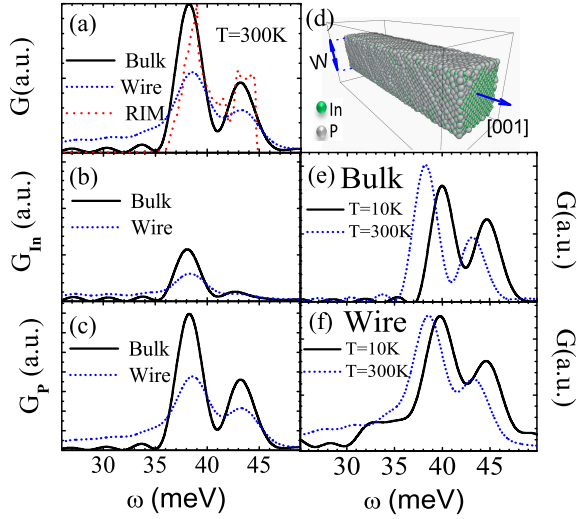 (a)
T=300K
Bulk
Wire
RIM
G(a.u.)
(d)
W
In
P
[001]
(b)
Bulk
Wire
G_In (a.u.)
(e) Bulk
T=10K
T=300K
G(a.u.)
(c)
Bulk
Wire
G_P (a.u.)
(f) Wire
T=10K
T=300K
G(a.u.)
30 35 40 45
30 35 40 45
ω (meV)
ω (meV)